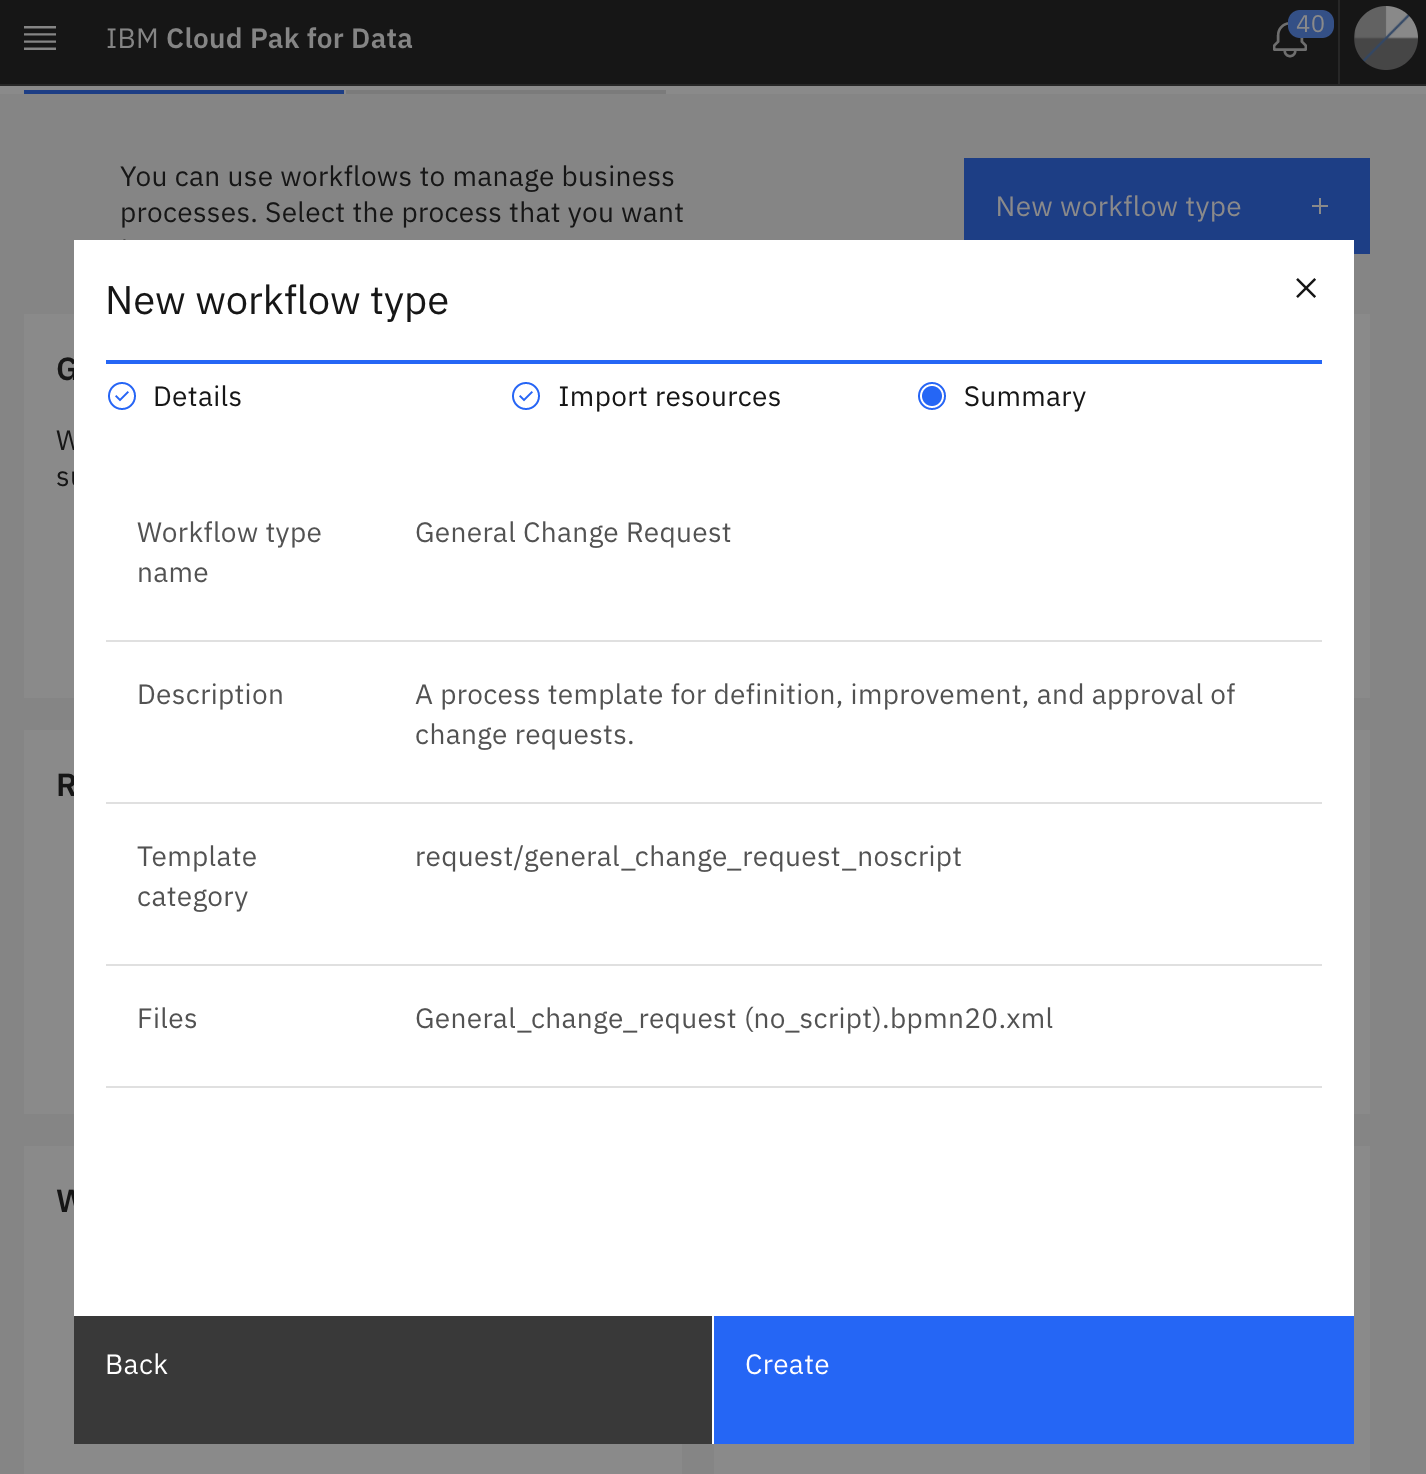 IBM Cloud Pak for Data
40
You can use workflows to manage business
processes. Select the process that you want
New workflow type +
New workflow type
Details
Import resources
Summary
Workflow type
name
General Change Request
Description
A process template for definition, improvement, and approval of
change requests.
Template
category
request/general_change_request_noscript
Files
General_change_request (no_script).bpmn20.xml
Back
Create